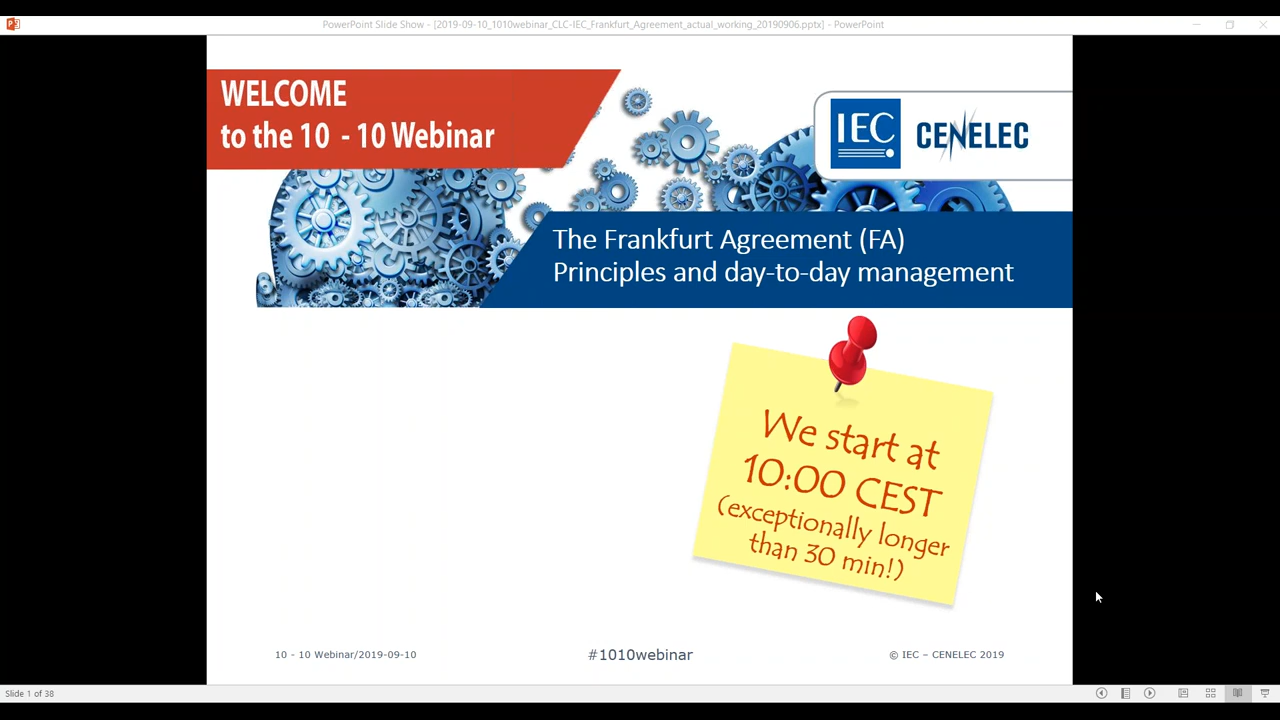 PowerPoint Slide Show - [2019-09-10_1010webinar_CLC-IEC_Frankfurt_Agreement_actual_working_20190906.pptx] - PowerPoint
WELCOME
to the 10 - 10 Webinar
IEC
CENELEC
The Frankfurt Agreement (FA)
Principles and day-to-day management
We start at
10:00 CEST
(exceptionally longer
than 30 min!)
10 - 10 Webinar/2019-09-10
#1010webinar
© IEC – CENELEC 2019
Slide 1 of 38